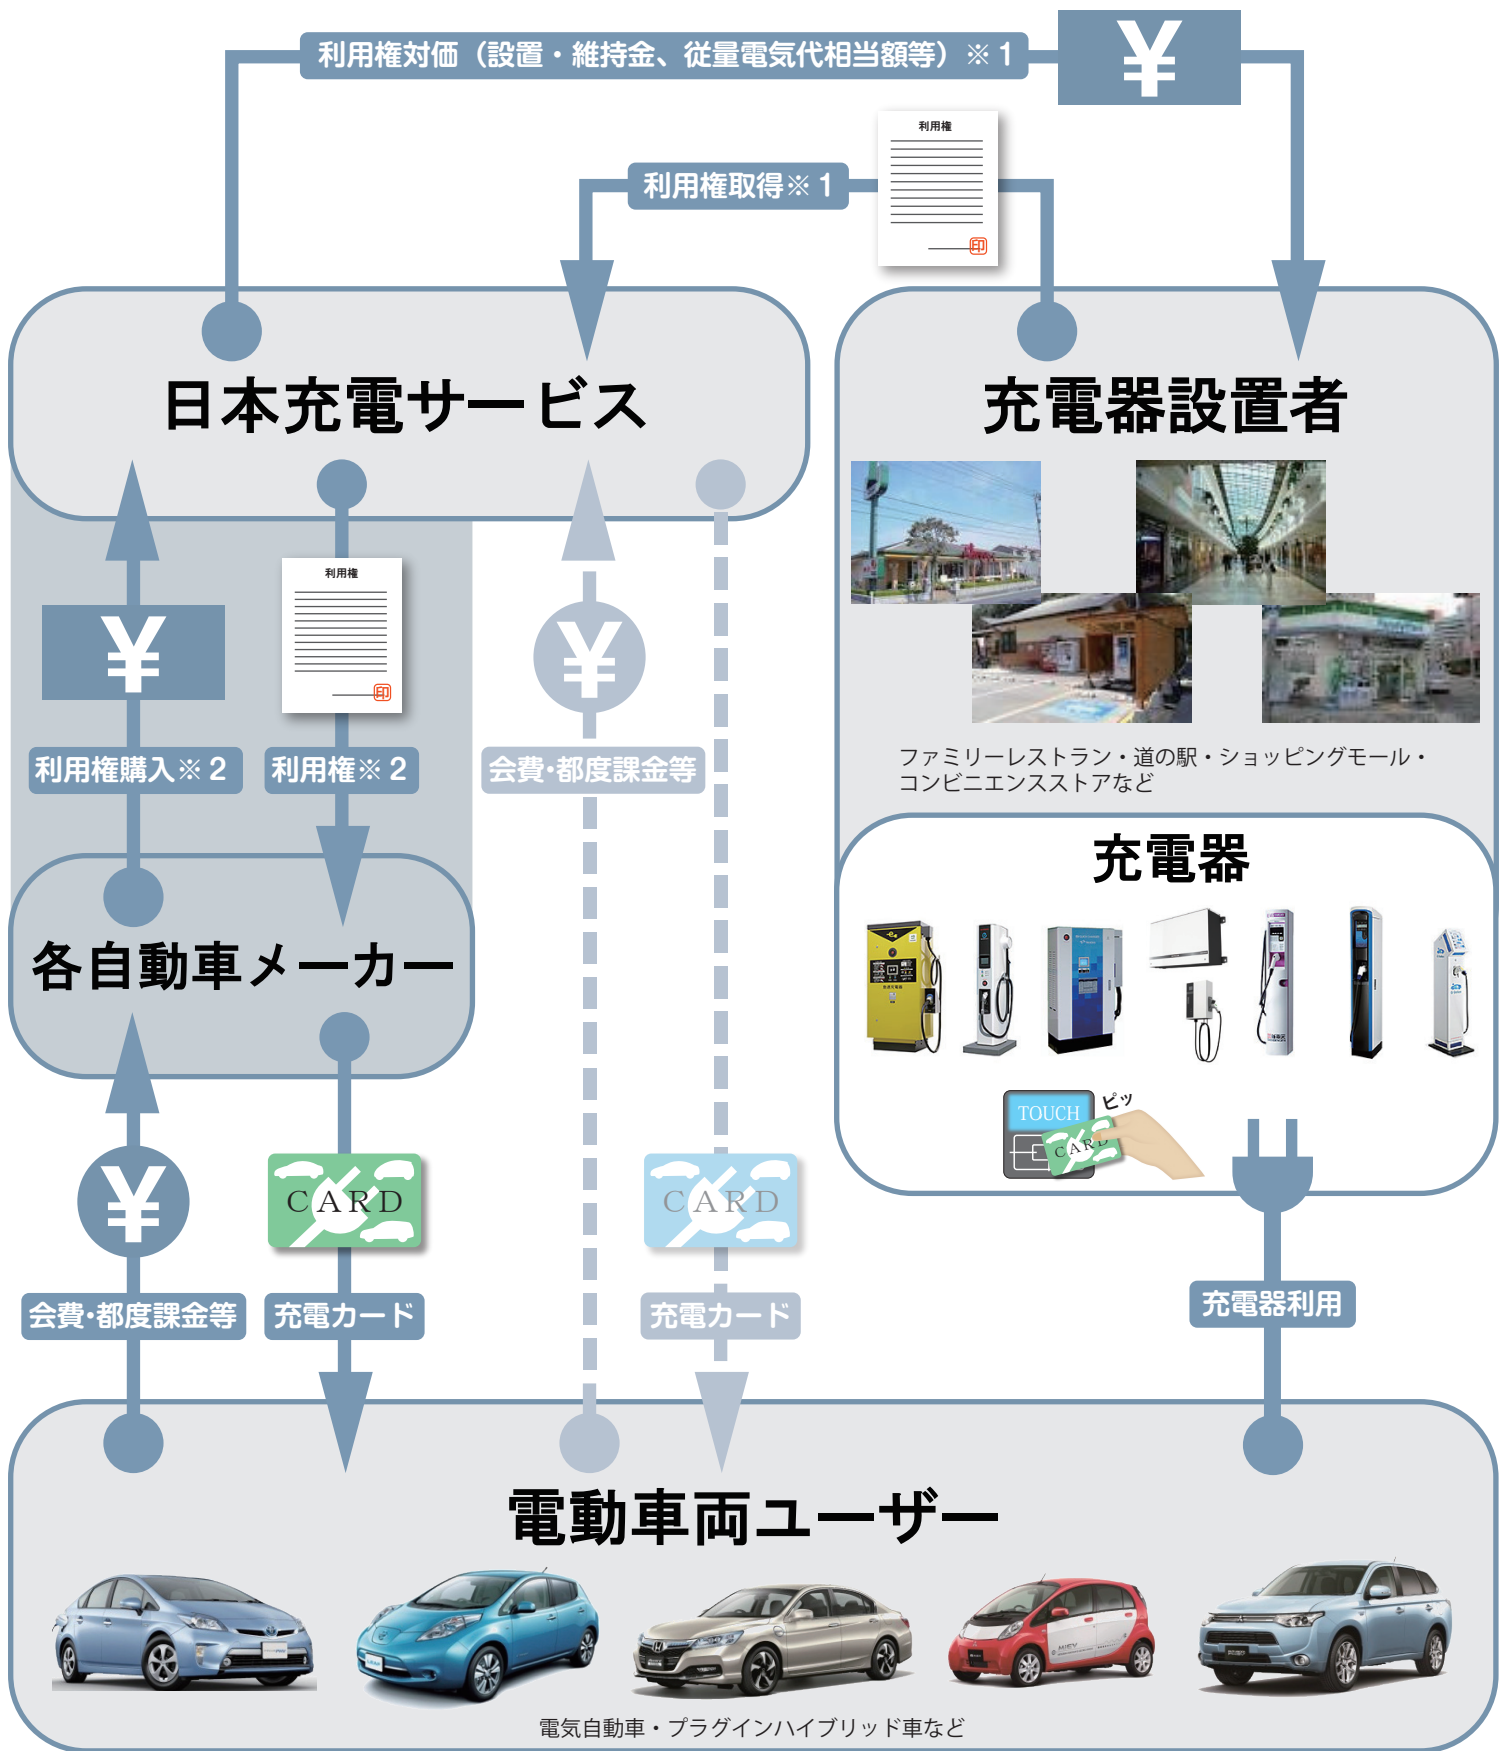 利用権対価（設置・維持金、従量電気代相当額等）※1
¥
利用権
印
利用権取得※1
日本充電サービス
充電器設置者
利用権
印
¥
¥
利用権購入※2
利用権※2
会費・都度課金等
ファミリーレストラン・道の駅・ショッピングモール・
コンビニエンスストアなど
充電器
各自動車メーカー
TOUCH
ピッ
CARD
¥
CARD
CARD
会費・都度課金等
充電カード
充電カード
充電器利用
電動車両ユーザー
電気自動車・プラグインハイブリッド車など